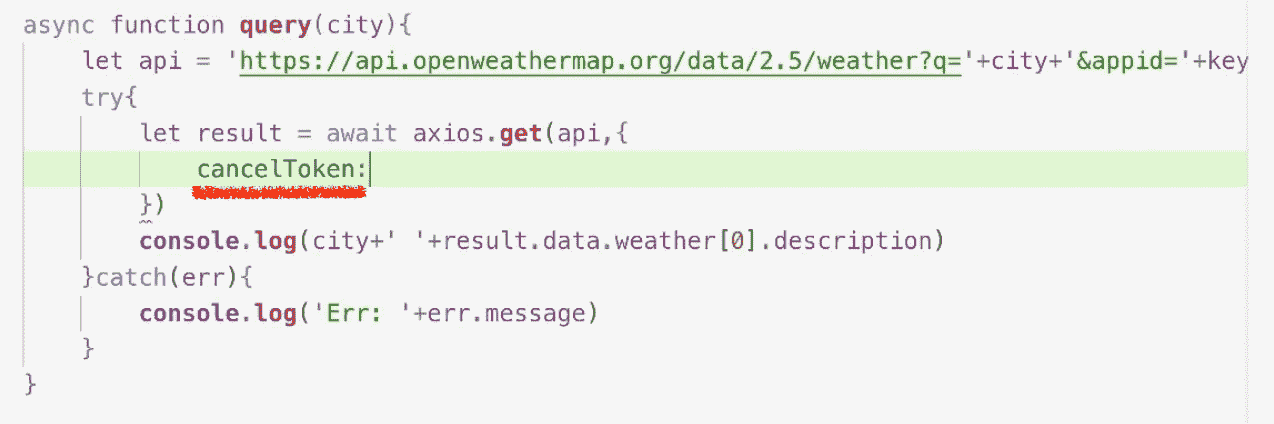 async function query(city){
let api = 'https://api.openweathermap.org/data/2.5/weather?q='+city+'&appid='+key
try{
let result = await axios.get(api,{
cancelToken:
})
console.log(city+' '+result.data.weather[0].description)
}catch(err){
console.log('Err: '+err.message)
}
}